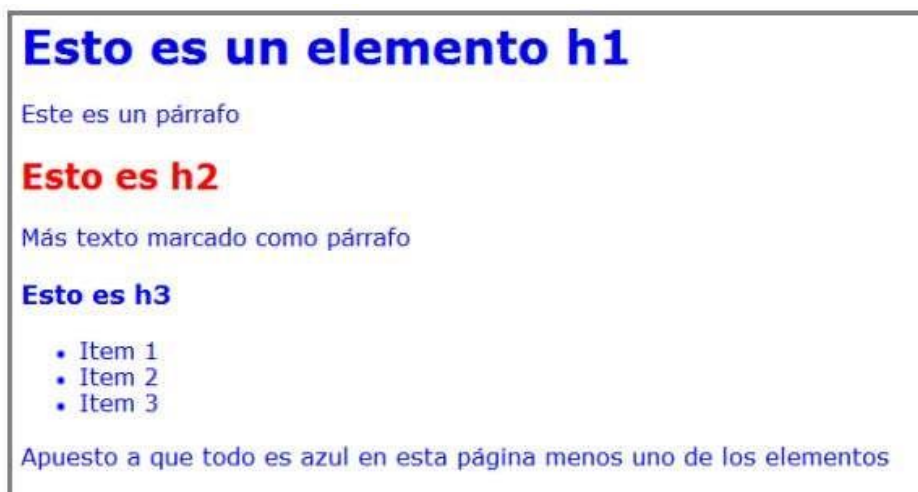 Esto es un elemento h1
Este es un párrafo
Esto es h2
Más texto marcado como párrafo
Esto es h3
• Item 1
• Item 2
• Item 3
Apuesto a que todo es azul en esta página menos uno de los elementos